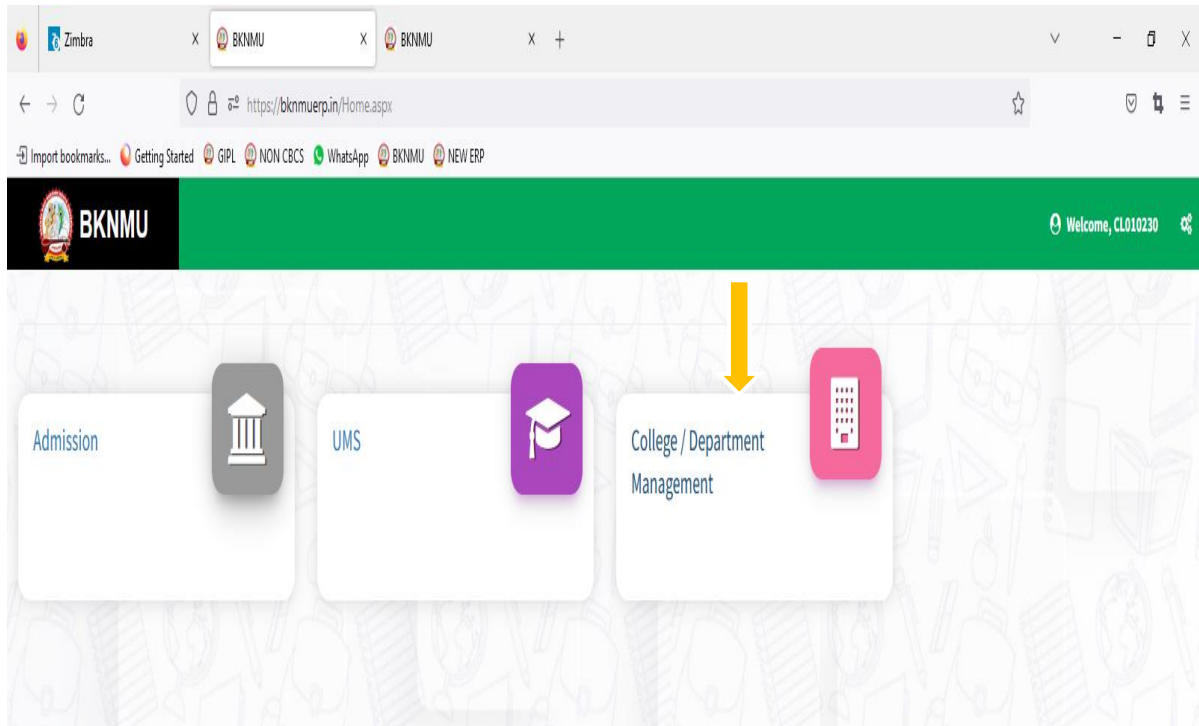 Zimbra
BKNMU
BKNMU
https://bknmuerp.in/Home.aspx
Import bookmarks... Getting Started GIPL NON CBCS WhatsApp BKNMU NEW ERP
BKNMU
Welcome, CL010230
Admission
UMS
College / Department
Management